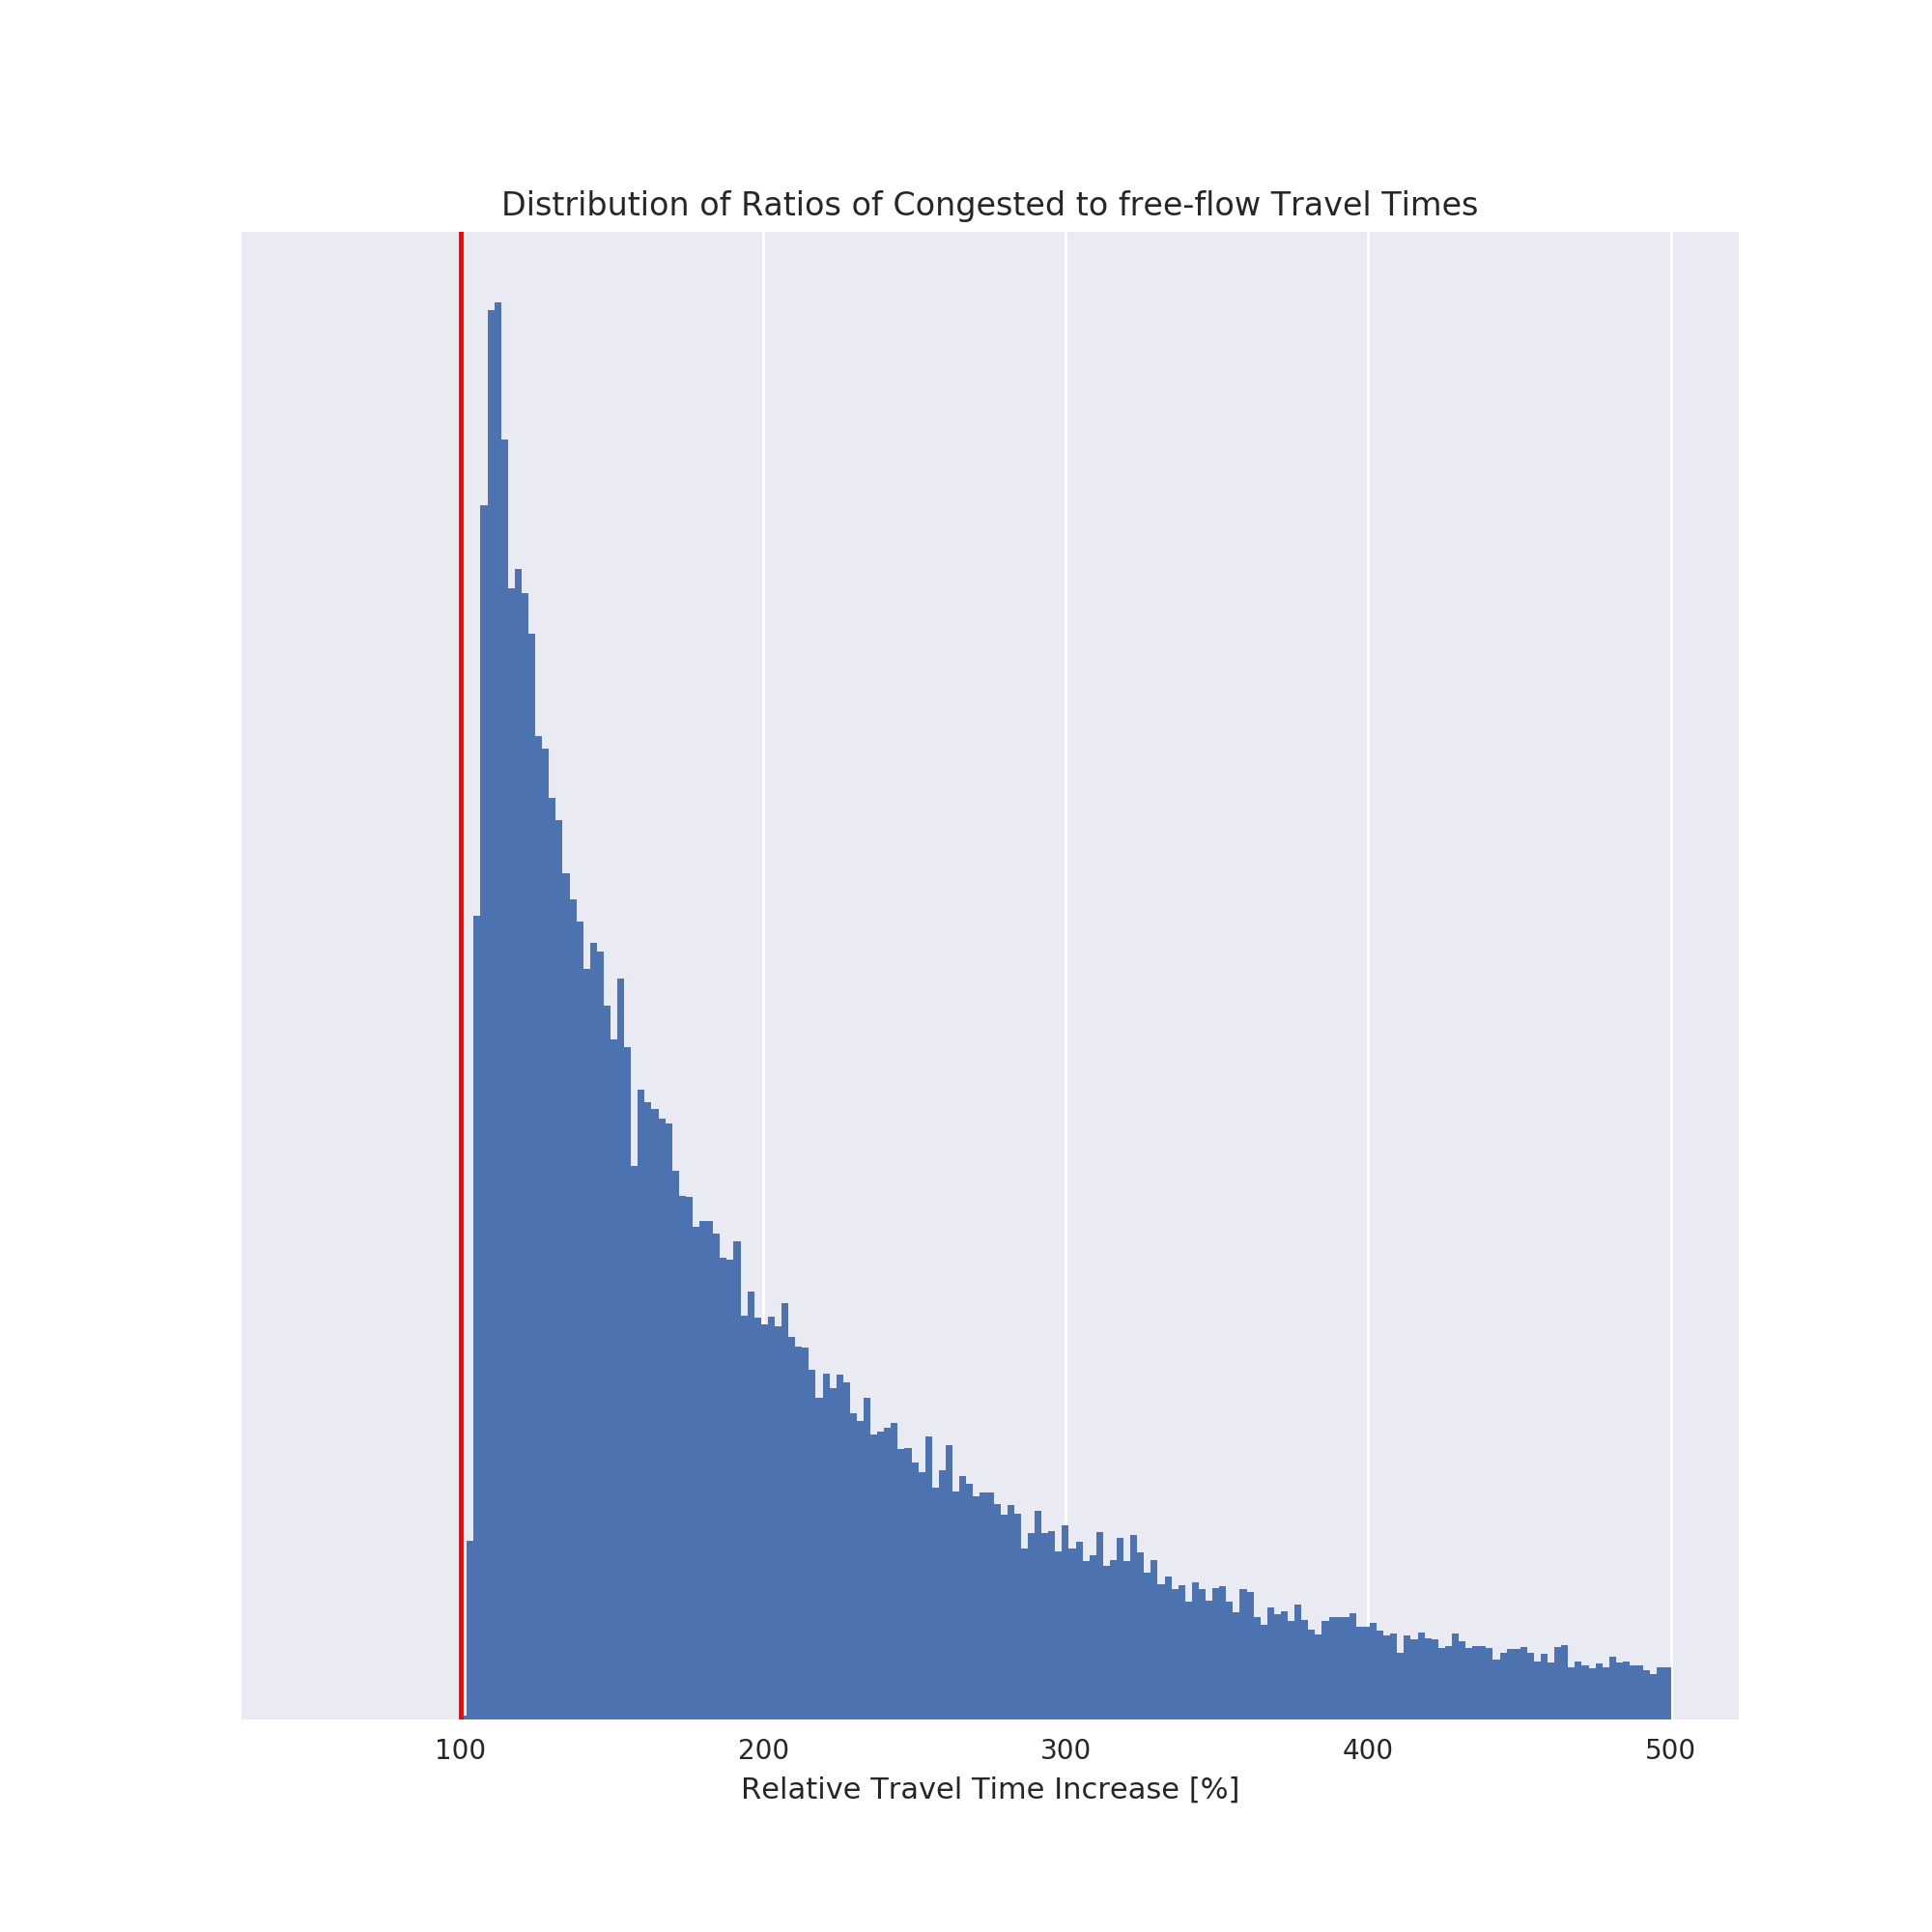 Distribution of Ratios of Congested to free-flow Travel Times
100 200 300 400 500
Relative Travel Time Increase [%]